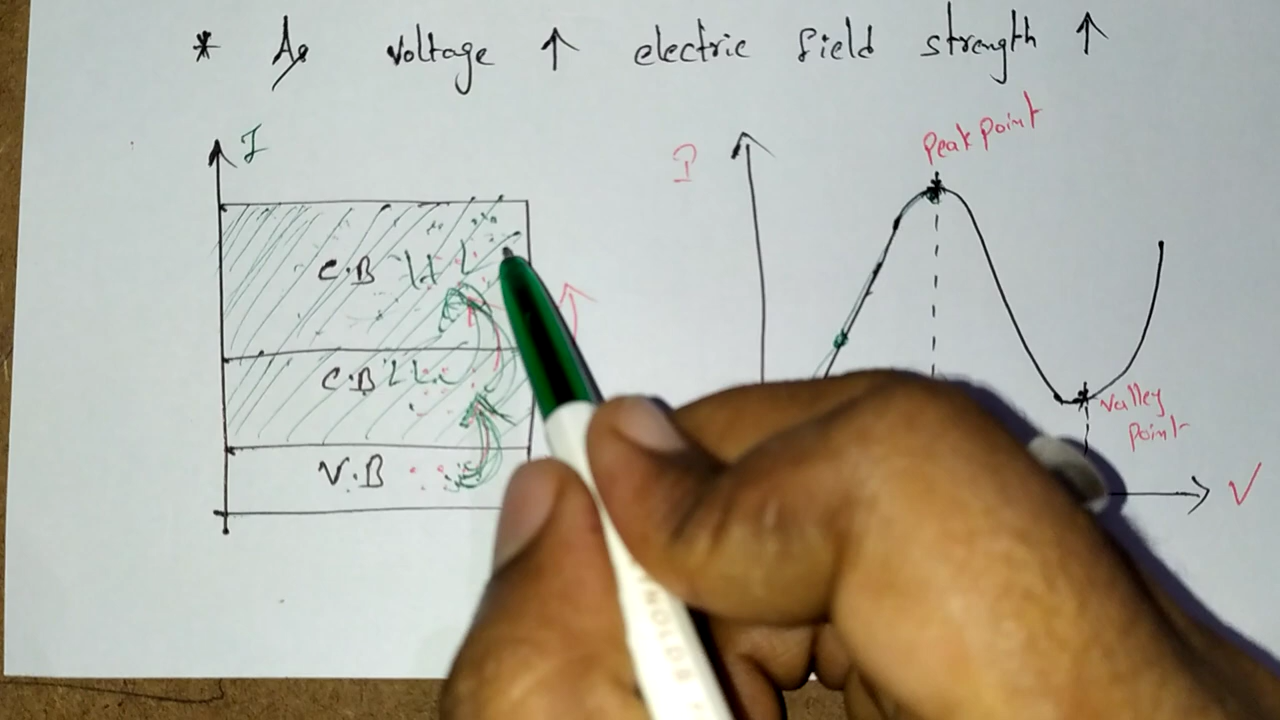 * As Voltage ↑ electric field strength ↑
I
Peak point
C.B U L
C.B L L
V.B
Valley
point
V